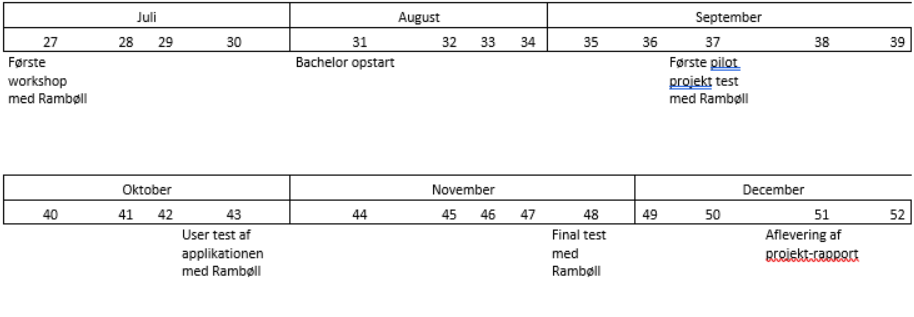 Juli August September
27 28 29 30 31 32 33 34 35 36 37 38 39
Første Bachelor opstart Første pilot
workshop projekt test
med Rambøll med Rambøll
Oktober November December
40 41 42 43 44 45 46 47 48 49 50 51 52
User test af Final test Aflevering af
applikationen med projekt-rapport
med Rambøll Rambøll